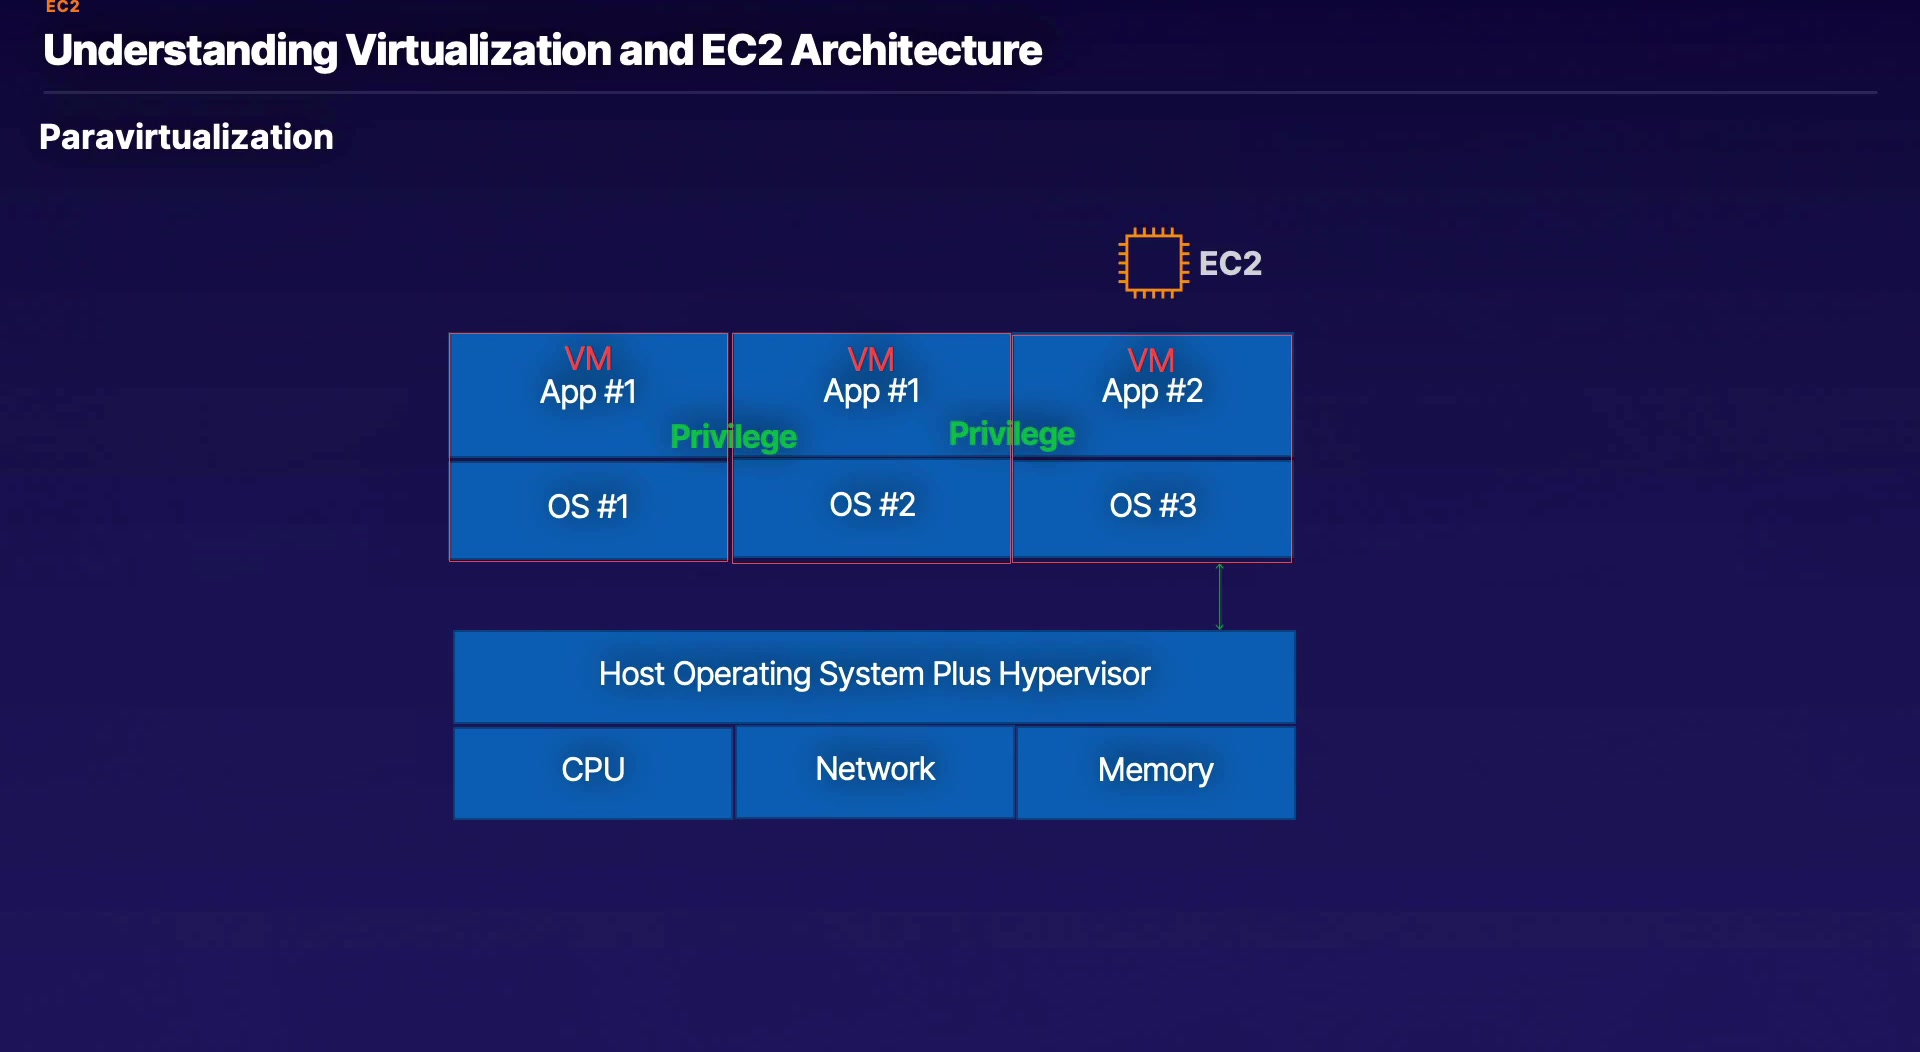 EC2
Understanding Virtualization and EC2 Architecture
Paravirtualization
EC2
VM
App #1
VM
App #1
VM
App #2
Privilege
Privilege
OS #1
OS #2
OS #3
Host Operating System Plus Hypervisor
CPU
Network
Memory